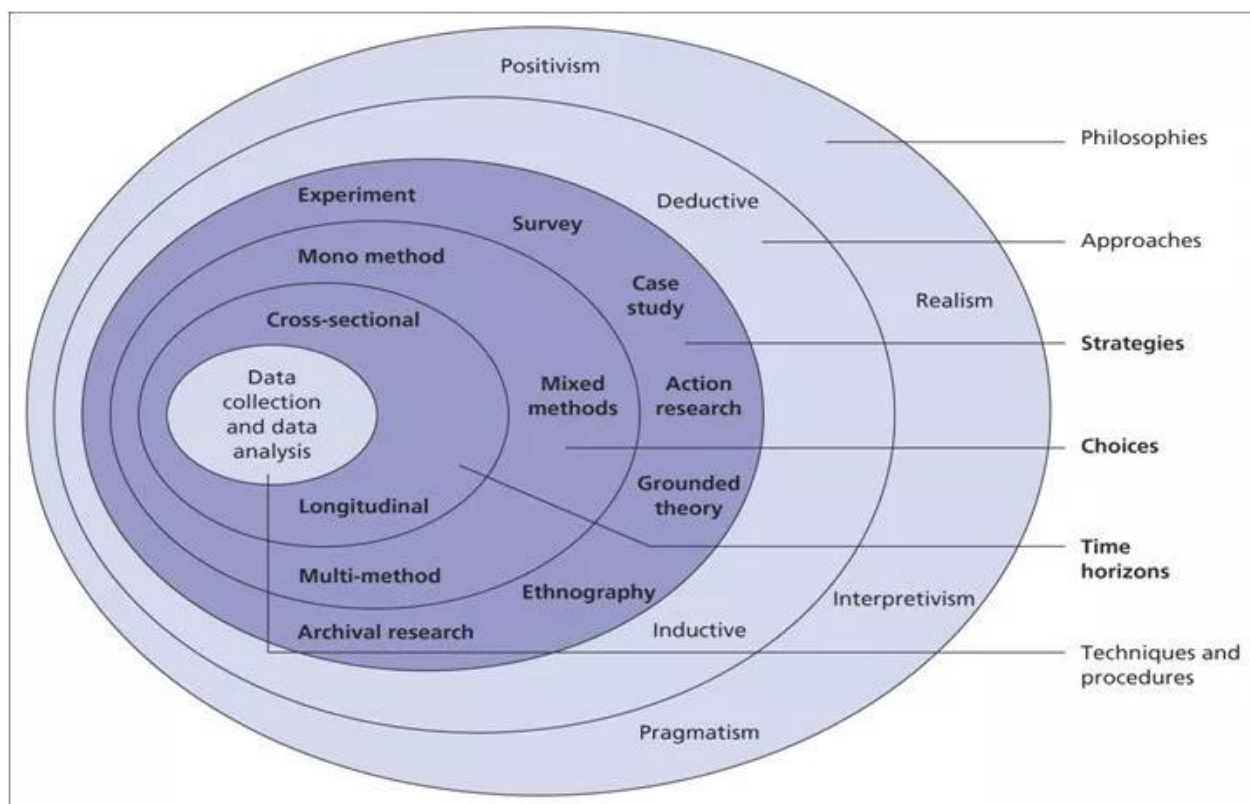 Positivism
Philosophies
Experiment
Deductive
Survey
Approaches
Mono method
Case
study
Realism
Cross-sectional
Strategies
Data
collection
and data
analysis
Mixed
methods
Action
research
Choices
Grounded
theory
Longitudinal
Time
horizons
Multi-method
Ethnography
Interpretivism
Archival research
Inductive
Techniques and
procedures
Pragmatism